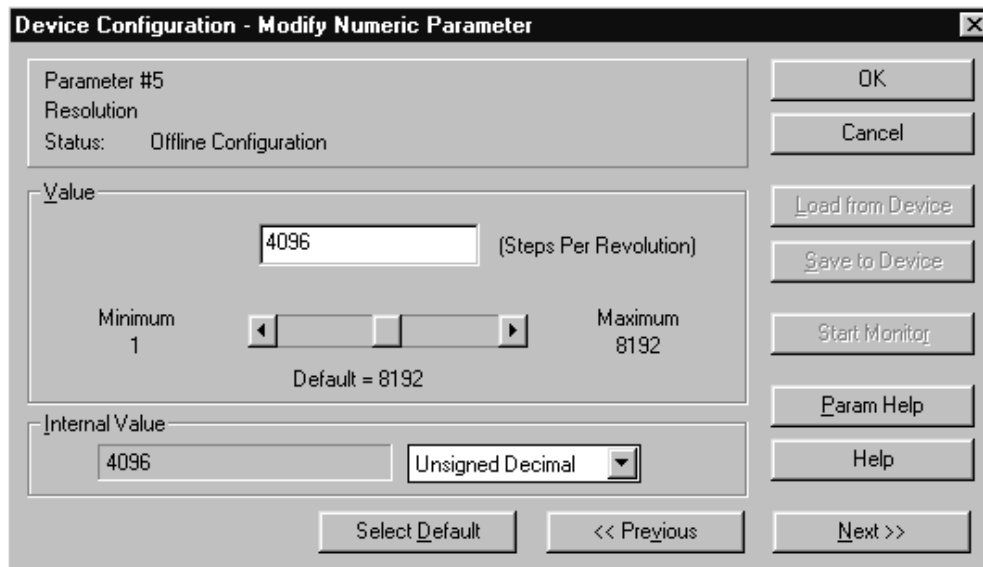 Device Configuration - Modify Numeric Parameter
Parameter #5
Resolution
Status: Offline Configuration
OK
Cancel
Value
4096 (Steps Per Revolution)
Minimum
1
Maximum
8192
Default = 8192
Load from Device
Save to Device
Start Monitor
Param Help
Help
Internal Value
4096 Unsigned Decimal
Select Default << Previous Next >>